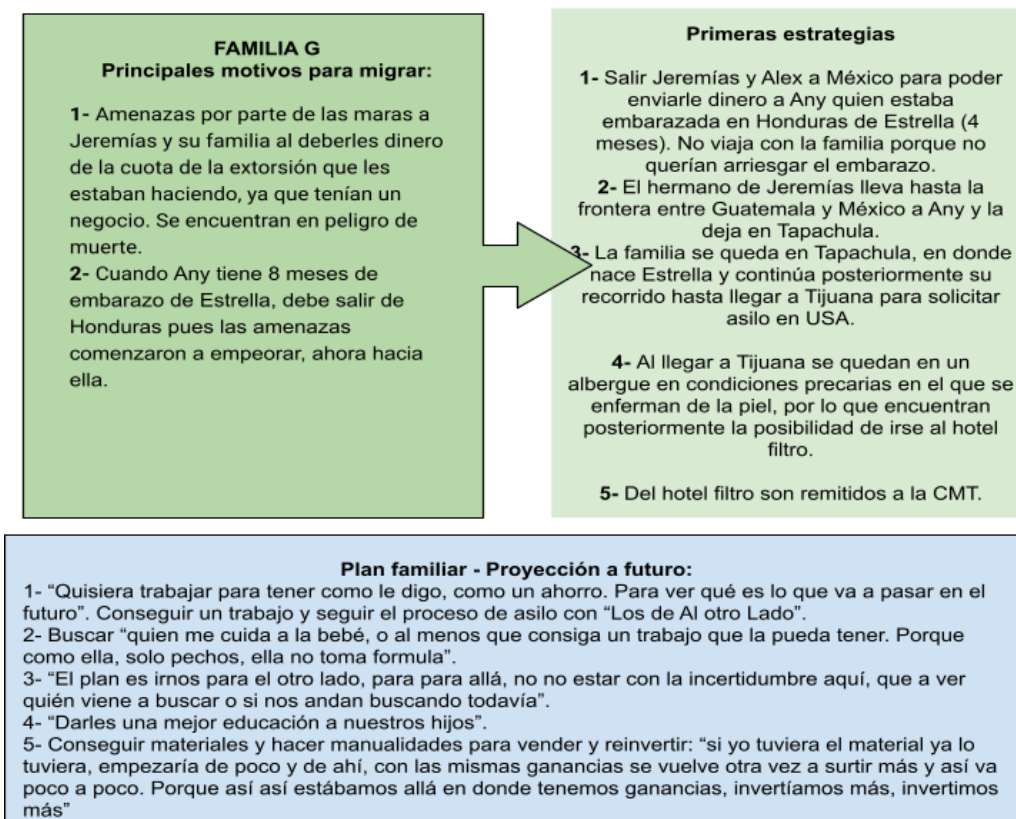 FAMILIA G
Principales motivos para migrar:
1- Amenazas por parte de las maras a
Jeremías y su familia al deberles dinero
de la cuota de la extorsión que les
estaban haciendo, ya que tenían un
negocio. Se encuentran en peligro de
muerte.
2- Cuando Any tiene 8 meses de
embarazo de Estrella, debe salir de
Honduras pues las amenazas
comenzaron a empeorar, ahora hacia
ella.
Primeras estrategias
1- Salir Jeremías y Alex a México para poder
enviarle dinero a Any quien estaba
embarazada en Honduras de Estrella (4
meses). No viaja con la familia porque no
querían arriesgar el embarazo.
2- El hermano de Jeremías lleva hasta la
frontera entre Guatemala y México a Any y la
deja en Tapachula.
3- La familia se queda en Tapachula, en donde
nace Estrella y continúa posteriormente su
recorrido hasta llegar a Tijuana para solicitar
asilo en USA.
4- Al llegar a Tijuana se quedan en un
albergue en condiciones precarias en el que se
enferman de la piel, por lo que encuentran
posteriormente la posibilidad de irse al hotel
filtro.
5- Del hotel filtro son remitidos a la CMT.
Plan familiar - Proyección a futuro:
1- “Quisiera trabajar para tener como le digo, como un ahorro. Para ver qué es lo que va a pasar en el
futuro”. Conseguir un trabajo y seguir el proceso de asilo con “Los de Al otro Lado”.
2- Buscar “quien me cuida a la bebé, o al menos que consiga un trabajo que la pueda tener. Porque
como ella, solo pechos, ella no toma formula”.
3- “El plan es irnos para el otro lado, para para allá, no no estar con la incertidumbre aquí, que a ver
quién viene a buscar o si nos andan buscando todavía”.
4- “Darles una mejor educación a nuestros hijos”.
5- Conseguir materiales y hacer manualidades para vender y reinvertir: “si yo tuviera el material ya lo
tuviera, empezaría de poco y de ahí, con las mismas ganancias se vuelve otra vez a surtir más y así va
poco a poco. Porque así así estábamos allá en donde tenemos ganancias, invertíamos más, invertimos
más”